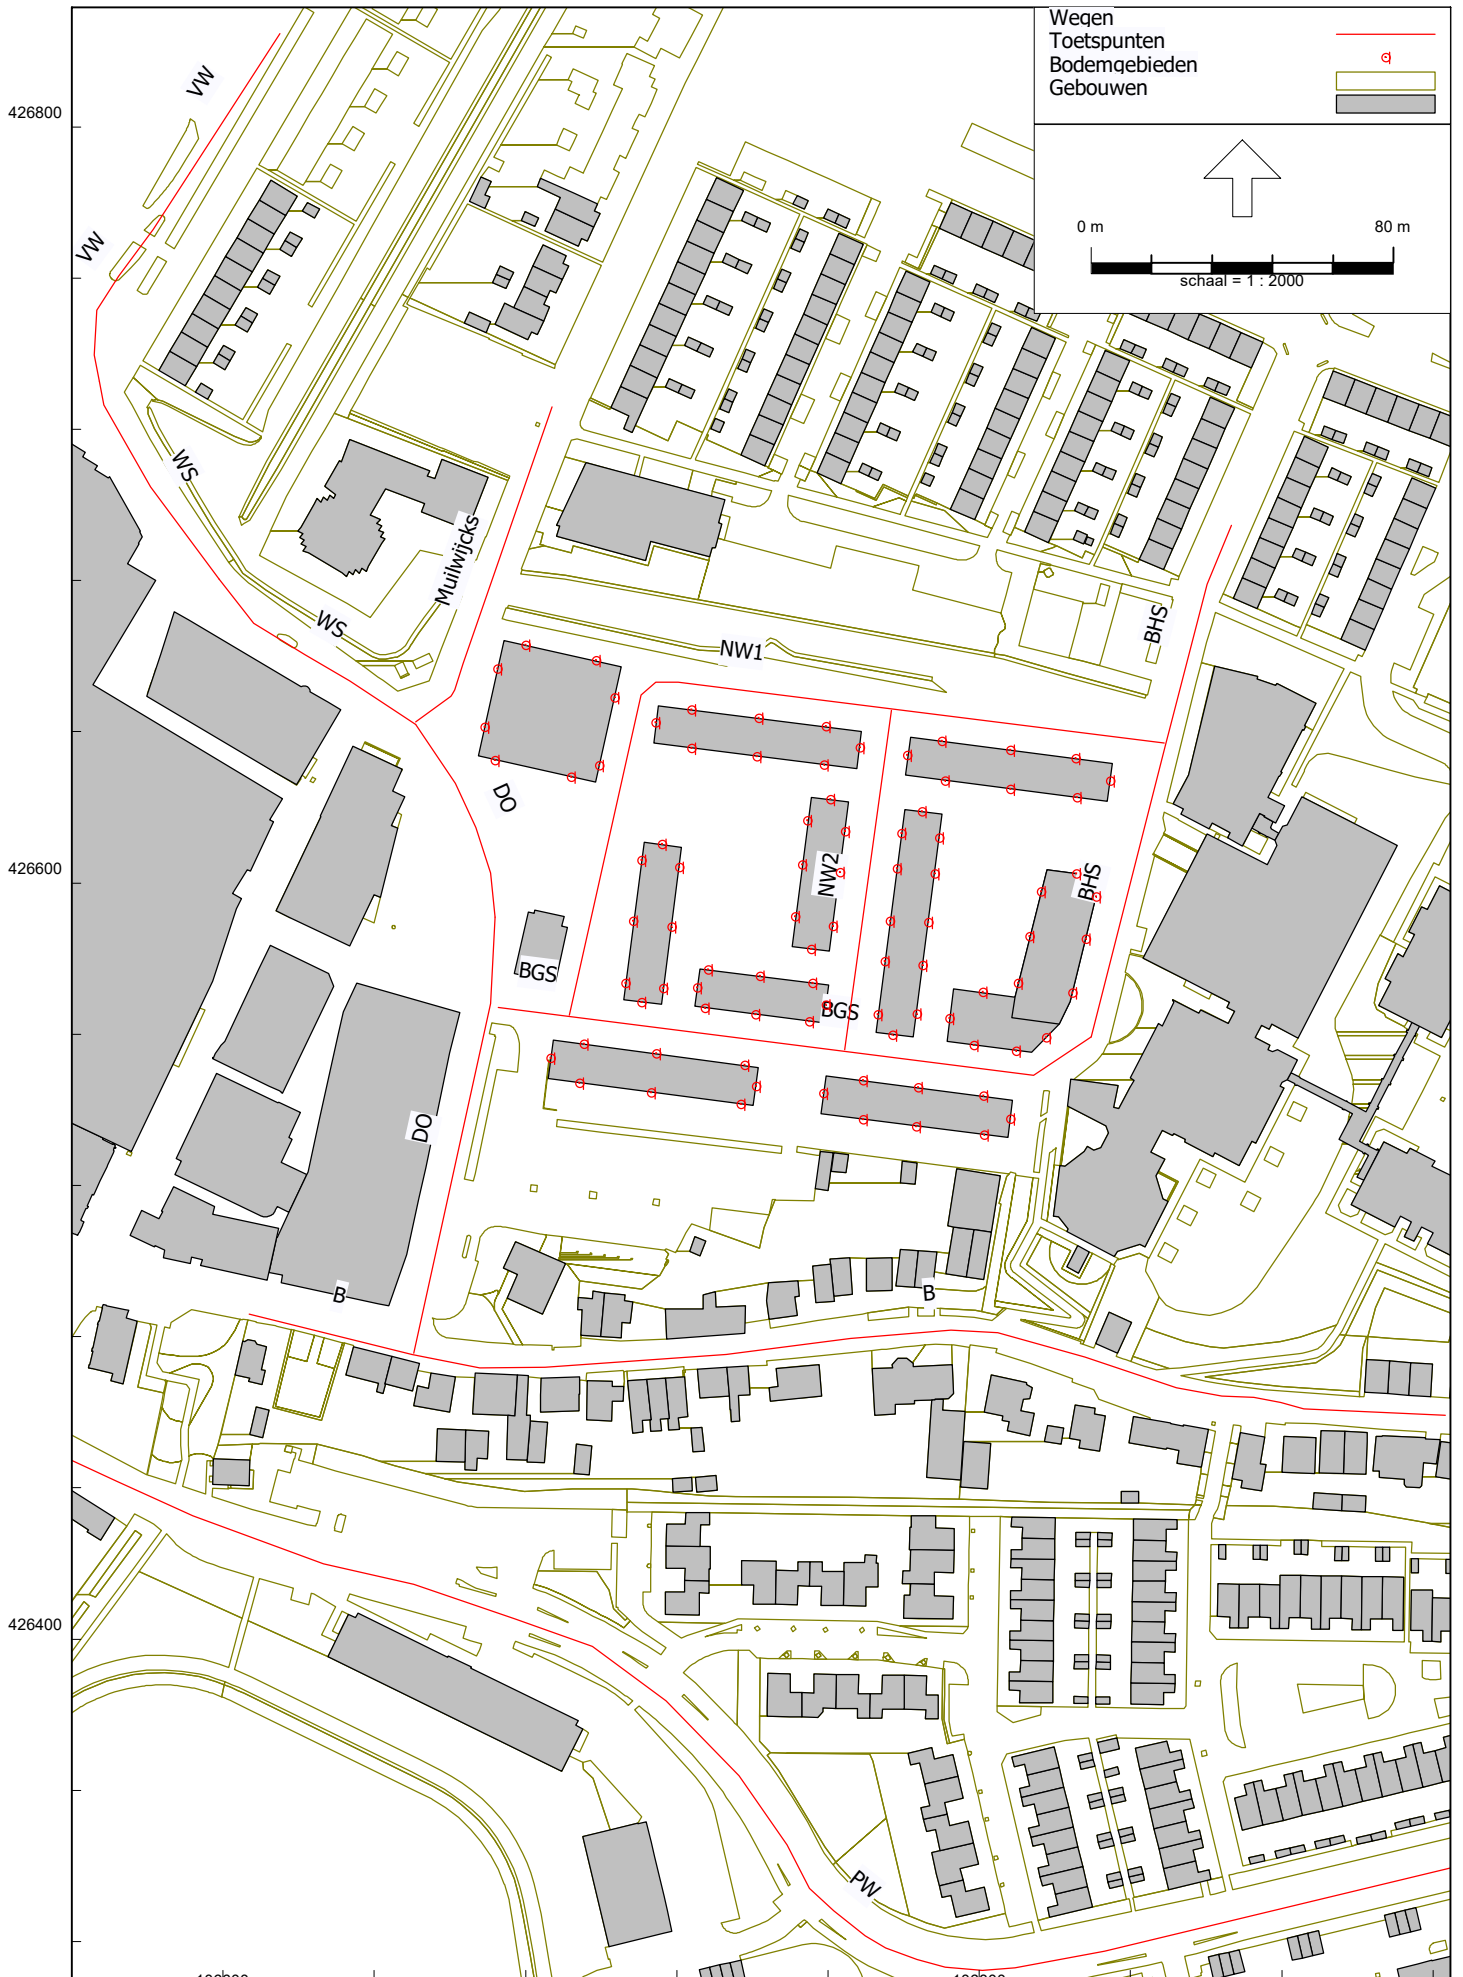 Wegen
Toetspunten
Bodemgebieden
Gebouwen
0 m 80 m
schaal = 1 : 2000
426800
VW
VW
WS
Muilwijcks
WS
BHS
NW1
DO
426600
NW2
BHS
BGS
BGS
DO
B
B
426400
PW